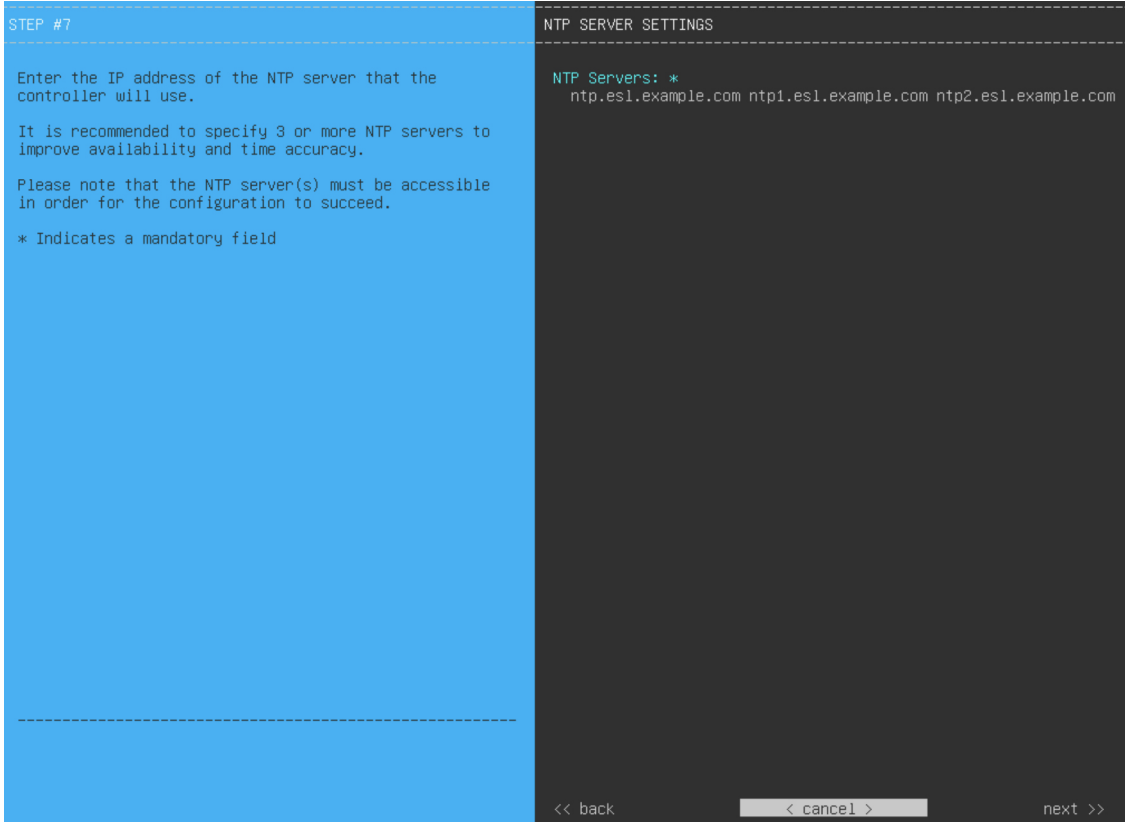 STEP #7
Enter the IP address of the NTP server that the
controller will use.
It is recommended to specify 3 or more NTP servers to
improve availability and time accuracy.
Please note that the NTP server(s) must be accessible
in order for the configuration to succeed.
* Indicates a mandatory field
NTP SERVER SETTINGS
NTP Servers: *
ntp.esl.example.com ntp1.esl.example.com ntp2.esl.example.com
<< back < cancel > next >>